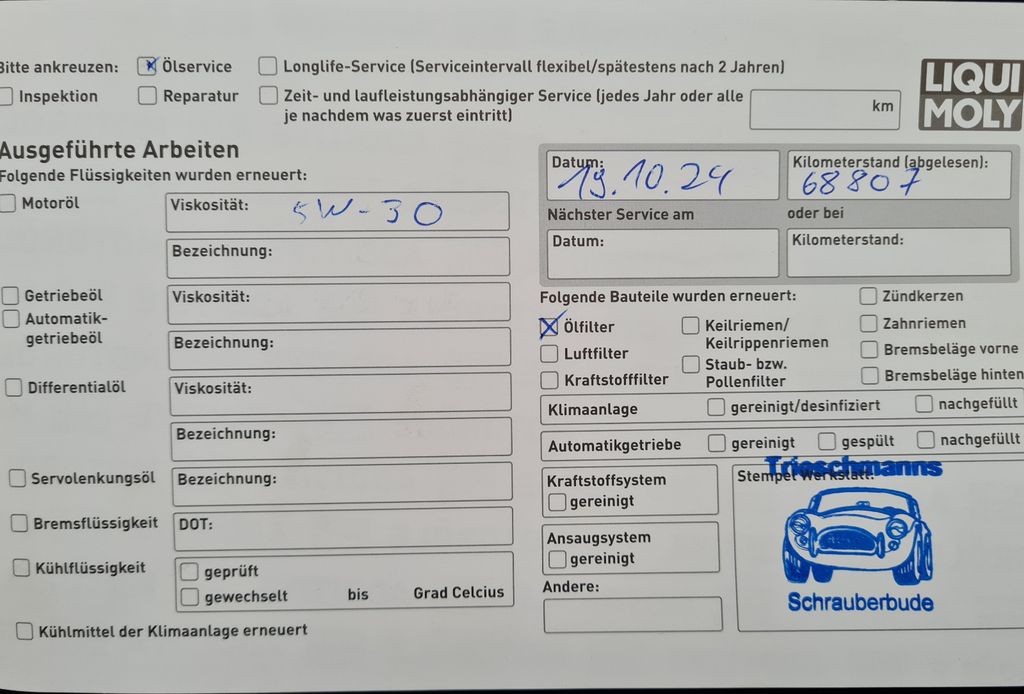 Bitte ankreuzen: Ölservice Longlife-Service (Serviceintervall flexibel/spätestens nach 2 Jahren)
Inspektion Reparatur Zeit- und laufleistungsabhängiger Service (jedes Jahr oder alle km
je nachdem was zuerst eintritt)
LIQUI
MOLY
Ausgeführte Arbeiten
Folgende Flüssigkeiten wurden erneuert:
Motoröl Viskosität: 5W-30
Bezeichnung:
Getriebeöl Viskosität:
Automatik-
getriebeöl Bezeichnung:
Differentialöl Viskosität:
Bezeichnung:
Servolenkungsöl Bezeichnung:
Bremsflüssigkeit DOT:
Kühlflüssigkeit geprüft
gewechselt bis Grad Celcius
Kühlmittel der Klimaanlage erneuert
Datum: 19.10.24 Kilometerstand (abgelesen): 68807
Nächster Service am oder bei
Datum: Kilometerstand:
Folgende Bauteile wurden erneuert: Zündkerzen
Ölfilter Keilriemen/ Zahnriemen
Keilrippenriemen
Luftfilter Bremsbeläge vorne
Staub- bzw.
Kraftstofffilter Pollenfilter Bremsbeläge hinten
Klimaanlage gereinigt/desinfiziert nachgefüllt
Automatikgetriebe gereinigt gespült nachgefüllt
Kraftstoffsystem
gereinigt
Ansaugsystem
gereinigt
Andere:
Stempel Werkstatt:
Trieschmanns
Schrauberbude